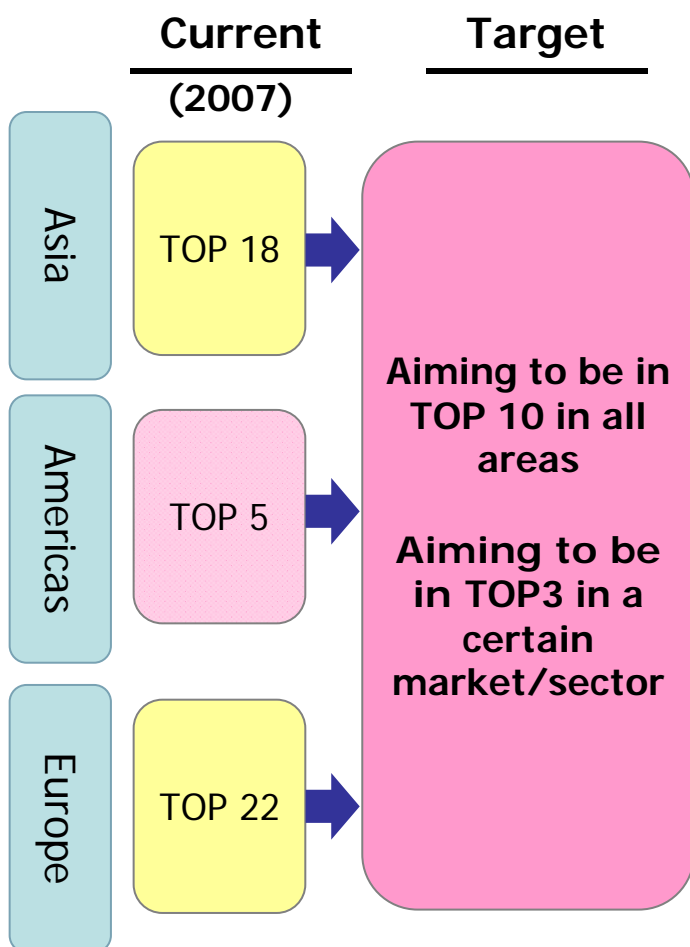 Current
Target
(2007)
Asia
TOP 18
Americas
TOP 5
Europe
TOP 22
Aiming to be in
TOP 10 in all
areas
Aiming to be
in TOP3 in a
certain
market/sector